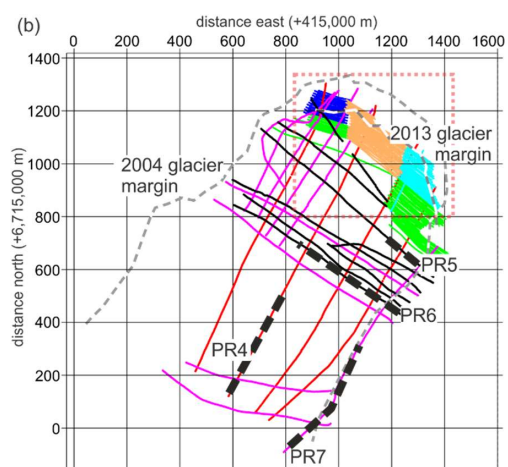 (b)
distance east (+415,000 m)
0 200 400 600 800 1000 1200 1400 1600
1400
1200
1000
800
600
400
200
0
distance north (+6,715,000 m)
2004 glacier
margin
2013 glacier
margin
PR5
PR6
PR4
PR7